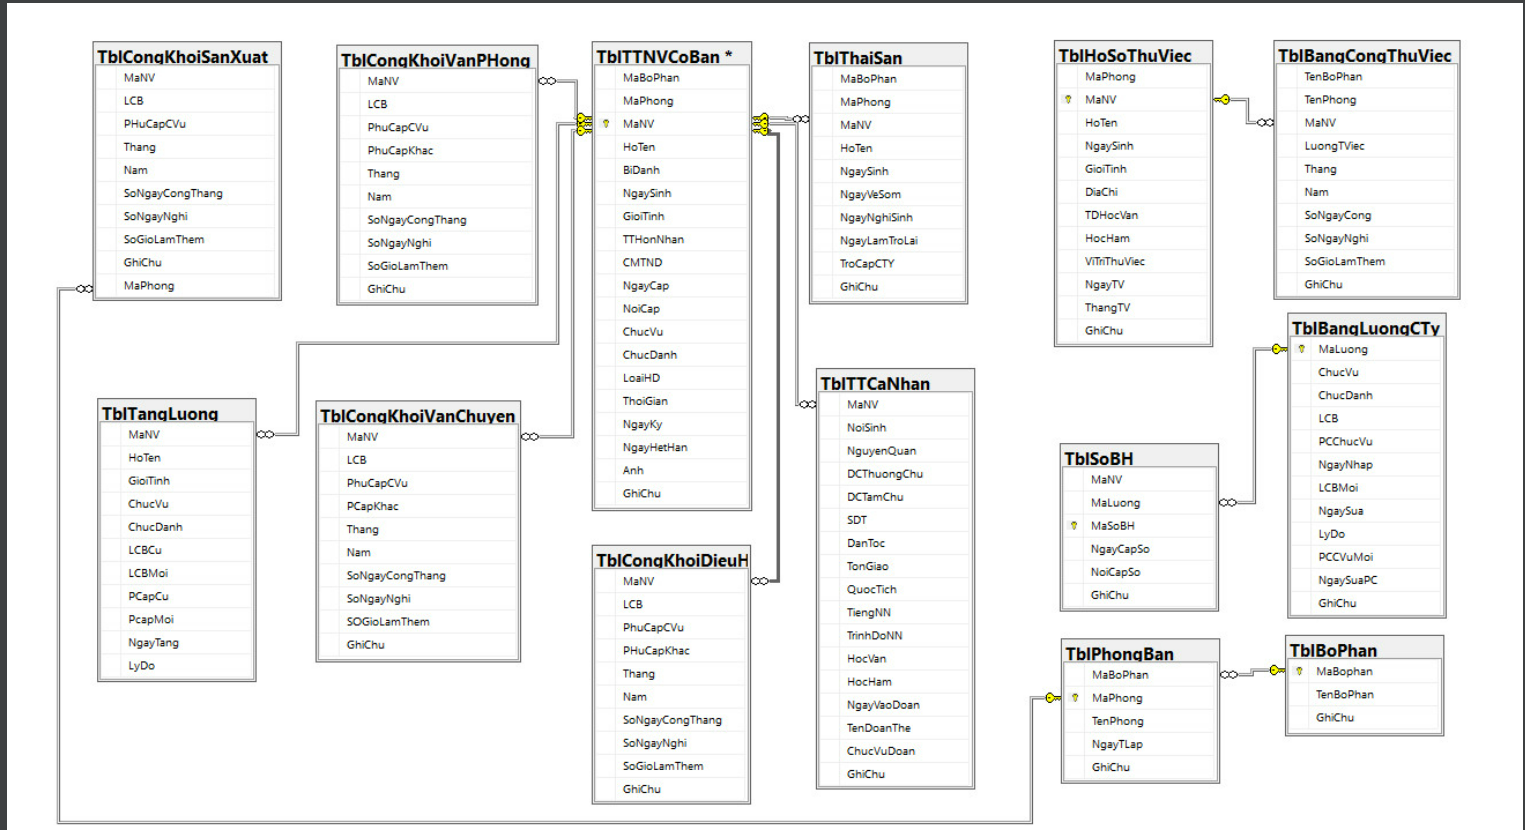 TblCongKhoiSanXuat
MaNV
LCB
PHuCapCVu
Thang
Nam
SoNgayCongThang
SoNgayNghi
SoGioLamThem
GhiChu
MaPhong
TblCongKhoiVanPHong
MaNV
LCB
PhuCapCVu
PhuCapKhac
Thang
Nam
SoNgayCongThang
SoNgayNghi
SoGioLamThem
GhiChu
TblTTNVCoBan *
MaBoPhan
MaPhong
MaNV
HoTen
BiDanh
NgaySinh
GioiTinh
TTHonNhan
CMTND
NgayCap
NoiCap
ChucVu
ChucDanh
LoaiHD
ThoiGian
NgayKy
NgayHetHan
Anh
GhiChu
TblThaiSan
MaBoPhan
MaPhong
MaNV
HoTen
NgaySinh
NgayVeSom
NgayNghiSinh
NgayLamTroLai
TroCapCTY
GhiChu
TblHoSoThuViec
MaPhong
MaNV
HoTen
NgaySinh
GioiTinh
DiaChi
TDHocVan
HocHam
ViTriThuViec
NgayTV
ThangTV
GhiChu
TblBangCongThuViec
TenBoPhan
TenPhong
MaNV
LuongTViec
Thang
Nam
SoNgayCong
SoNgayNghi
SoGioLamThem
GhiChu
TblTangLuong
MaNV
HoTen
GioiTinh
ChucVu
ChucDanh
LCBCu
LCBMoi
PCapCu
PcapMoi
NgayTang
LyDo
TblCongKhoiVanChuyen
MaNV
LCB
PhuCapCVu
PCapKhac
Thang
Nam
SoNgayCongThang
SoNgayNghi
SOGioLamThem
GhiChu
TblCongKhoiDieuH
MaNV
LCB
PhuCapCVu
PHuCapKhac
Thang
Nam
SoNgayCongThang
SoNgayNghi
SoGioLamThem
GhiChu
TblTTCaNhan
MaNV
NoiSinh
NguyenQuan
DCThuongChu
DCTamChu
SDT
DanToc
TonGiao
QuocTich
TiengNN
TrinhDoNN
HocVan
HocHam
NgayVaoDoan
TenDoanThe
ChucVuDoan
GhiChu
TblSoBH
MaNV
MaLuong
MaSoBH
NgayCapSo
NoiCapSo
GhiChu
TblBangLuongCTy
MaLuong
ChucVu
ChucDanh
LCB
PCChucVu
NgayNhap
LCBMoi
NgaySua
LyDo
PCCVuMoi
NgaySuaPC
GhiChu
TblPhongBan
MaBoPhan
MaPhong
TenPhong
NgayTLap
GhiChu
TblBoPhan
MaBophan
TenBoPhan
GhiChu